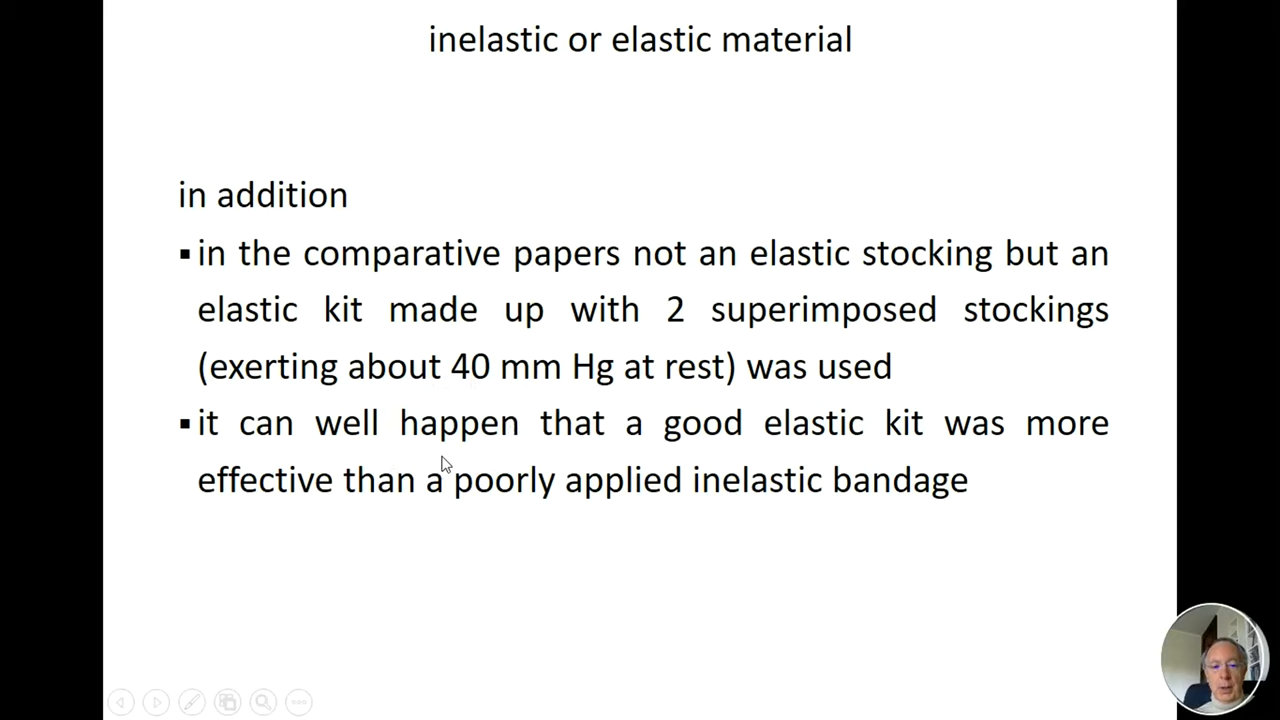 inelastic or elastic material
in addition
▪in the comparative papers not an elastic stocking but an
elastic kit made up with 2 superimposed stockings
(exerting about 40 mm Hg at rest) was used
▪it can well happen that a good elastic kit was more
effective than a poorly applied inelastic bandage